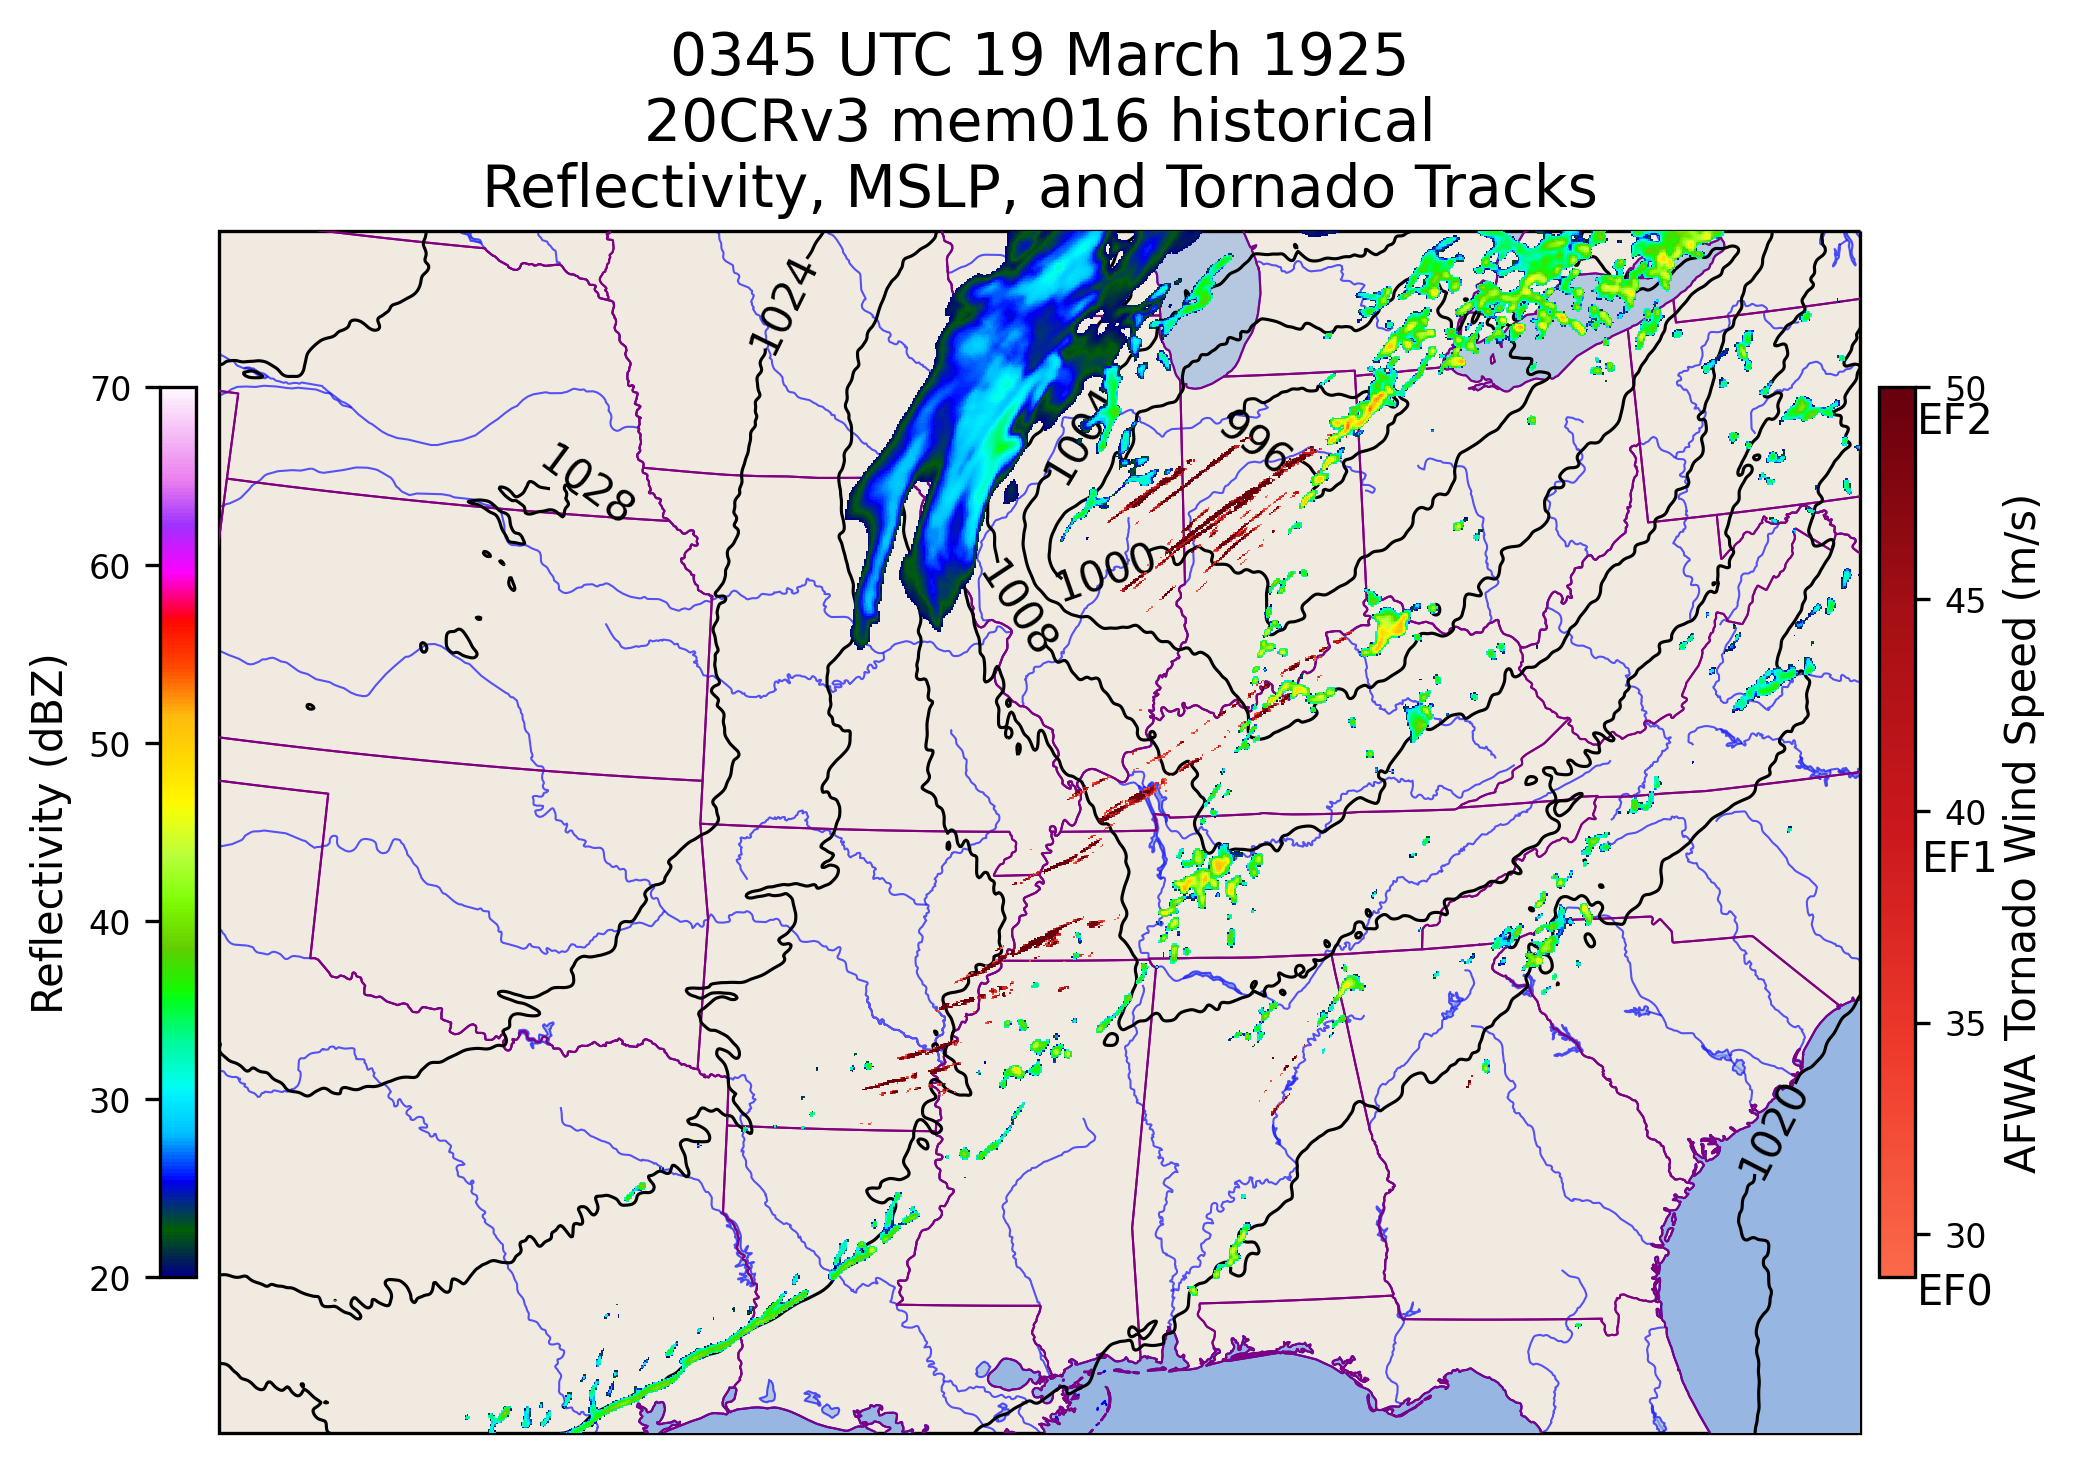 0345 UTC 19 March 1925
20CRv3 mem016 historical
Reflectivity, MSLP, and Tornado Tracks
Reflectivity (dBZ)
70
60
50
40
30
20
1024
1028
1004
996
1000
1008
1020
50
EF2
45
40
EF1
35
30
EF0
AFWA Tornado Wind Speed (m/s)